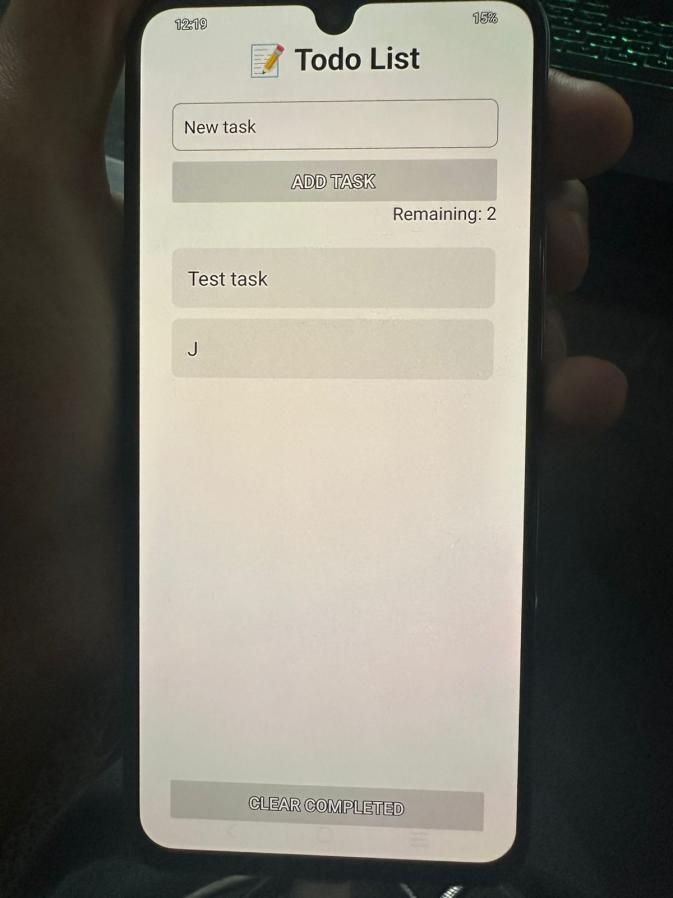 12:19 15%
📝 Todo List
New task
ADD TASK
Remaining: 2
Test task
J
CLEAR COMPLETED